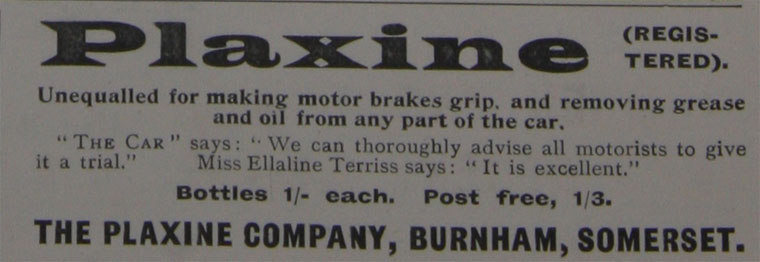 Plaxine (REGIS-
TERED).
Unequalled for making motor brakes grip, and removing grease
and oil from any part of the car.
"THE CAR" says: "We can thoroughly advise all motorists to give
it a trial." Miss Ellaline Terriss says: "It is excellent."
Bottles 1/- each. Post free, 1/3.
THE PLAXINE COMPANY, BURNHAM, SOMERSET.